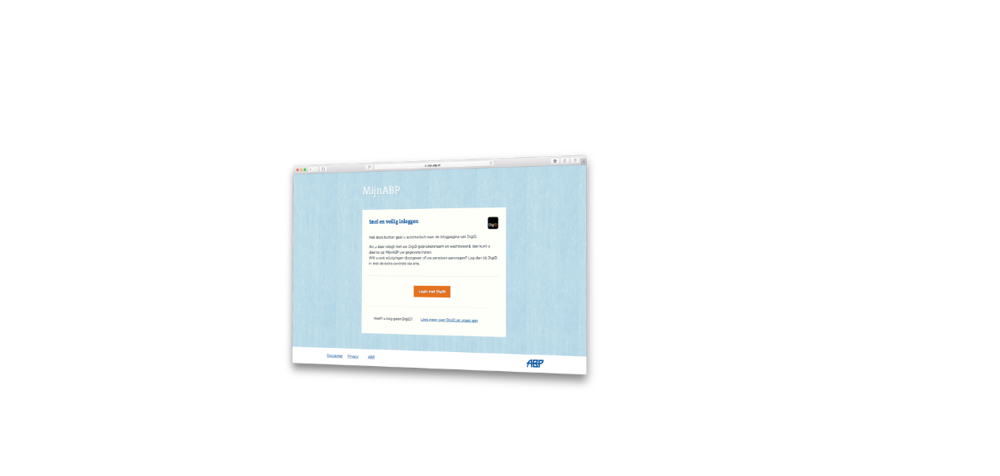 mijn.abp.nl
MijnABP
Snel en veilig inloggen
DigiD
Met deze button gaat u automatisch naar de inlogpagina van DigiD.
Als u daar inlogt met uw DigiD gebruikersnaam en wachtwoord, dan kunt u
daarna op MijnABP uw gegevens inzien.
Wilt u ook wijzigingen doorgeven of uw pensioen aanvragen? Log dan bij DigiD
in met de extra controle via sms.
Login met DigiD
Heeft u nog geen DigiD? Lees meer over DigiD en vraag aan
Disclaimer Privacy ABP
ABP